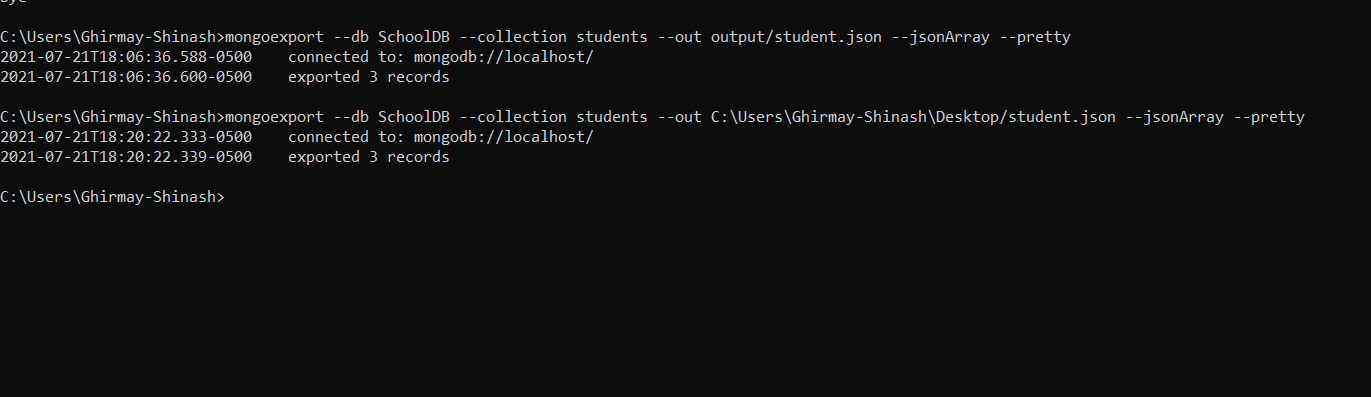 C:\Users\Ghirmay-Shinash>mongoexport --db SchoolDB --collection students --out output/student.json --jsonArray --pretty
2021-07-21T18:06:36.588-0500    connected to: mongodb://localhost/
2021-07-21T18:06:36.600-0500    exported 3 records
C:\Users\Ghirmay-Shinash>mongoexport --db SchoolDB --collection students --out C:\Users\Ghirmay-Shinash\Desktop/student.json --jsonArray --pretty
2021-07-21T18:20:22.333-0500    connected to: mongodb://localhost/
2021-07-21T18:20:22.339-0500    exported 3 records
C:\Users\Ghirmay-Shinash>